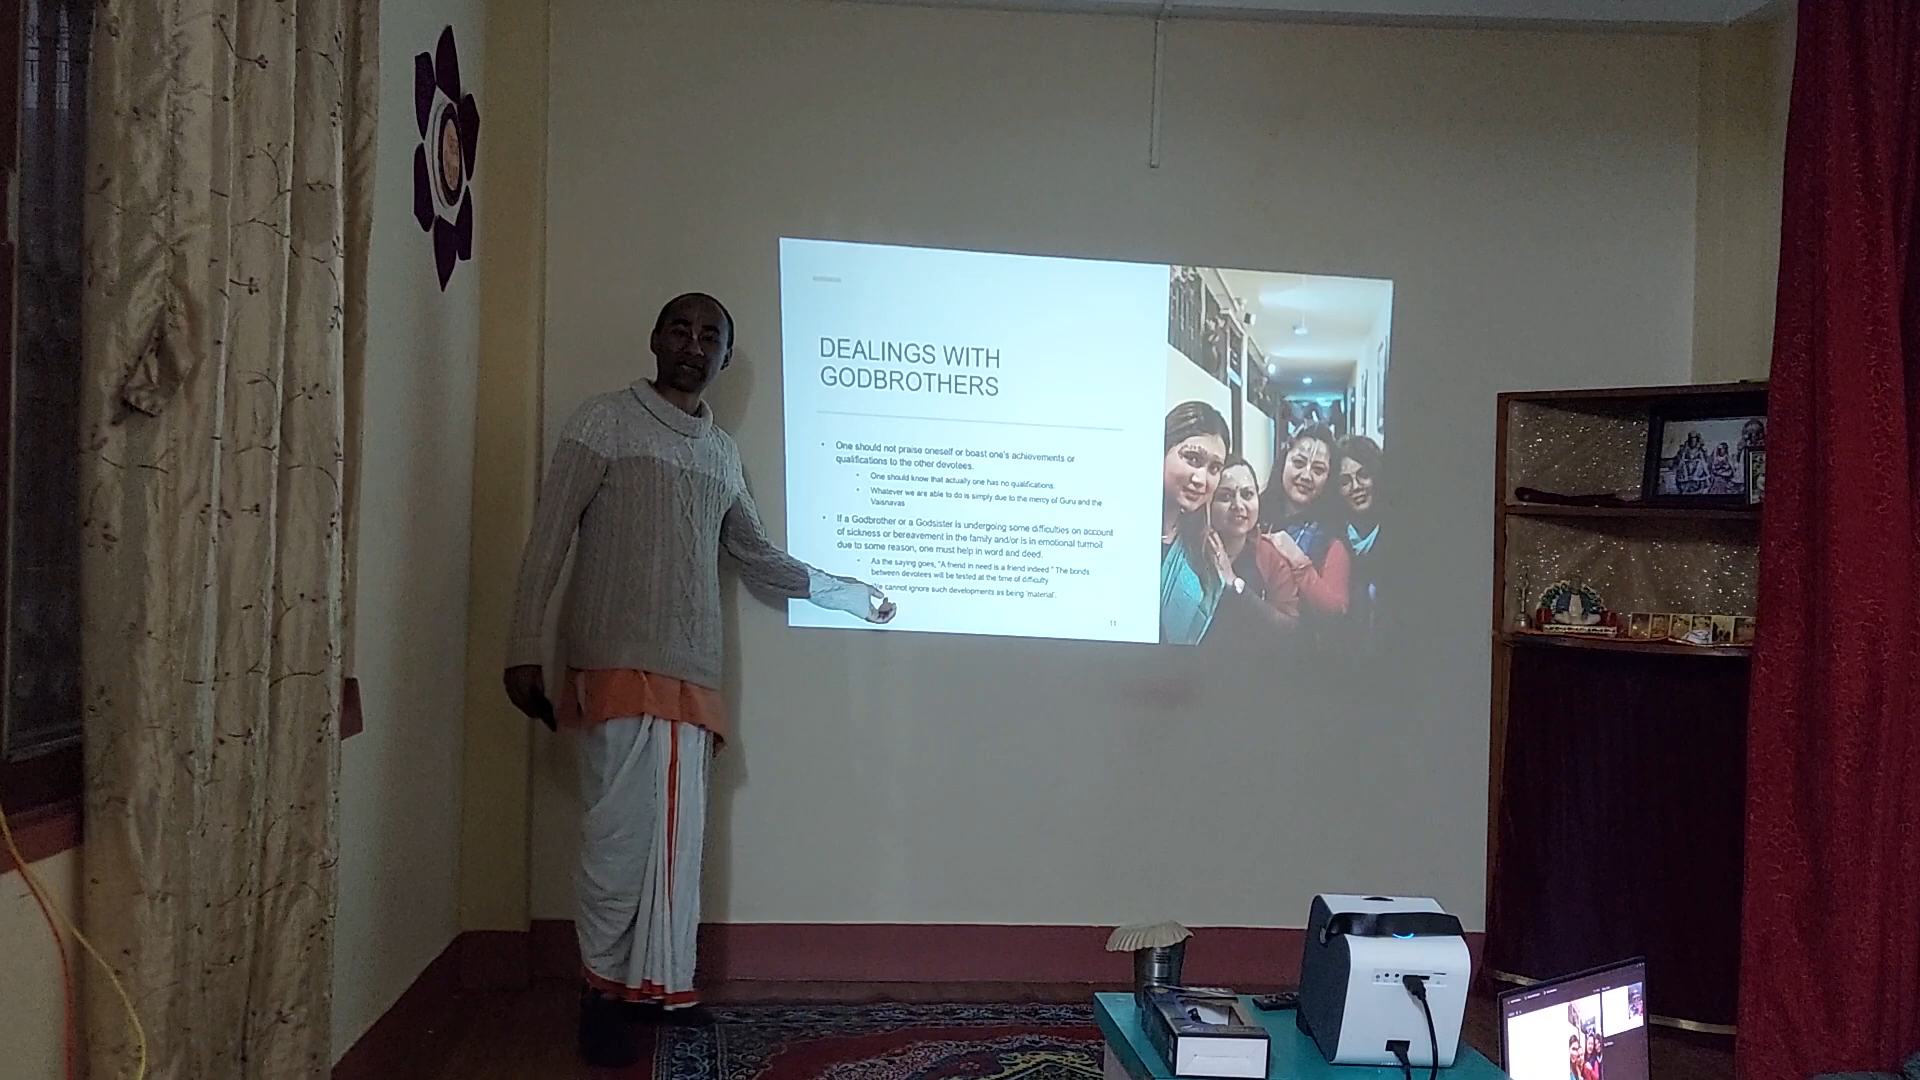 DEALINGS WITH
GODBROTHERS
One should not praise oneself or boast one's achievements or
qualifications to the other devotees.
One should know that actually one has no qualifications.
Whatever we are able to do is simply due to the mercy of Guru and the
Vaisnavas
If a Godbrother or a Godsister is undergoing some difficulties on account
of sickness or bereavement in the family and/or is in emotional turmoil
due to some reason, one must help in word and deed.
As the saying goes, "A friend in need is a friend indeed." The bonds
between devotees will be tested at the time of difficulty
cannot ignore such developments as being 'material'.
11